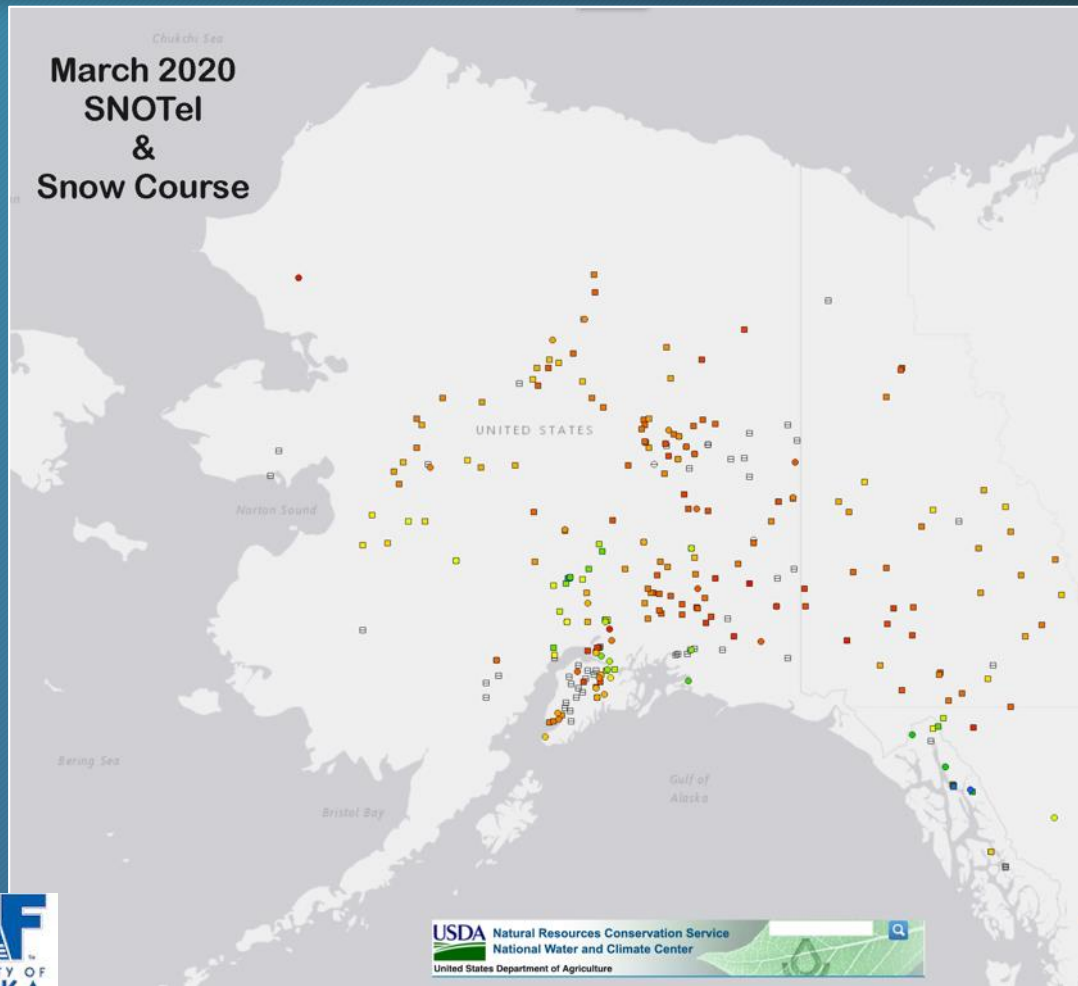 Chukchi Sea
March 2020
SNOTel
&
Snow Course
UNITED STATES
Norton Sound
Bering Sea
Gulf of
Alaska
Bristol Bay
USDA Natural Resources Conservation Service
National Water and Climate Center
United States Department of Agriculture